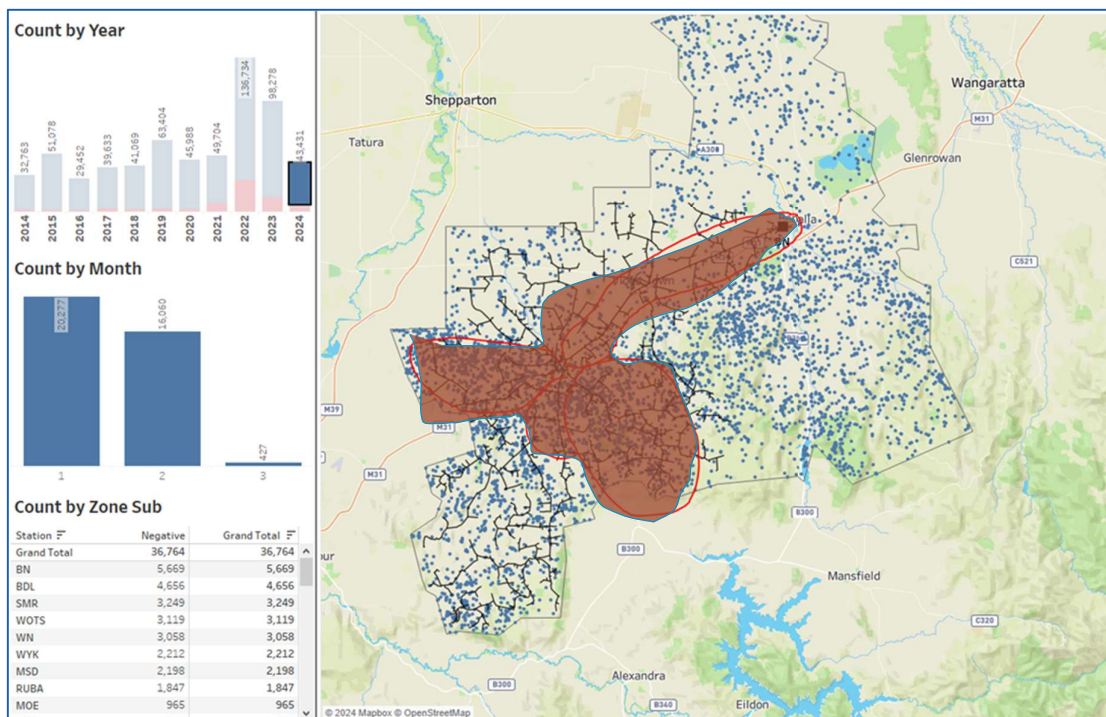 Count by Year
32,763
51,078
29,452
39,633
41,069
63,404
45,988
49,704
136,734
98,278
43,431
2014
2015
2016
2017
2018
2019
2020
2021
2022
2023
2024
Count by Month
20,277
16,060
427
1
2
3
Count by Zone Sub
Station Negative Grand Total
Grand Total 36,764 36,764
BN 5,669 5,669
BDL 4,656 4,656
SMR 3,249 3,249
WOTS 3,119 3,119
WN 3,058 3,058
WYK 2,212 2,212
MSD 2,198 2,198
RUBA 1,847 1,847
MOE 965 965
Shepparton
Wangaratta
M31
Tatura
A300
Glenrowan
C521
M39
M31
M31
B300
B300
Mansfield
C320
Alexandra
B300
B340
Eildon
© 2024 Mapbox © OpenStreetMap